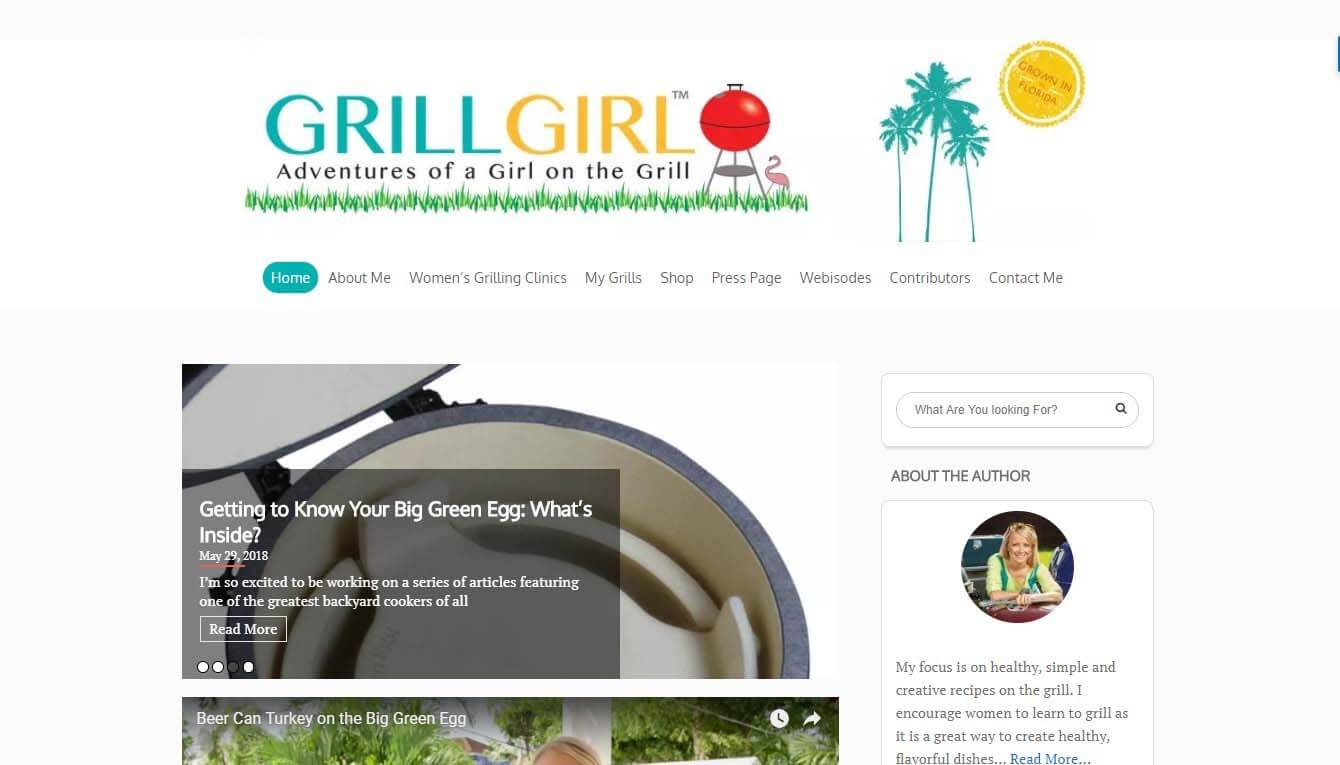 GRILLGIRL™
Adventures of a Girl on the Grill
GROWN IN
FLORIDA
Home About Me Women's Grilling Clinics My Grills Shop Press Page Webisodes Contributors Contact Me
Getting to Know Your Big Green Egg: What's
Inside?
May 29, 2018
I'm so excited to be working on a series of articles featuring
one of the greatest backyard cookers of all
Read More
Beer Can Turkey on the Big Green Egg
What Are You looking For?
ABOUT THE AUTHOR
My focus is on healthy, simple and
creative recipes on the grill. I
encourage women to learn to grill as
it is a great way to create healthy,
flavorful dishes... Read More...